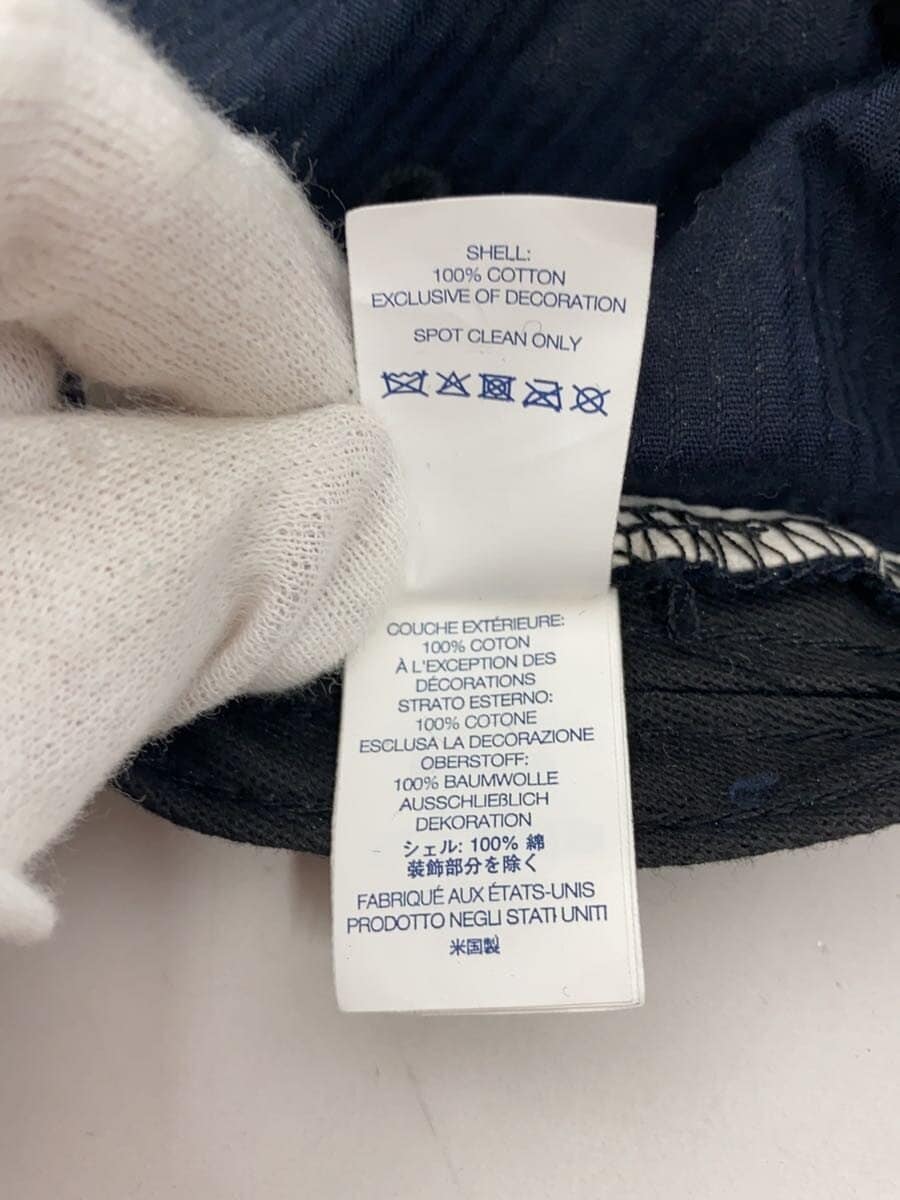 SHELL:
100% COTTON
EXCLUSIVE OF DECORATION
SPOT CLEAN ONLY
COUCHE EXTÉRIEURE:
100% COTON
À L'EXCEPTION DES
DÉCORATIONS
STRATO ESTERNO:
100% COTONE
ESCLUSA LA DECORAZIONE
OBERSTOFF:
100% BAUMWOLLE
AUSSCHLIEßLICH
DEKORATION
シェル: 100% 綿
装飾部分を除く
FABRIQUÉ AUX ÉTATS-UNIS
PRODOTTO NEGLI STATI UNITI
米国製